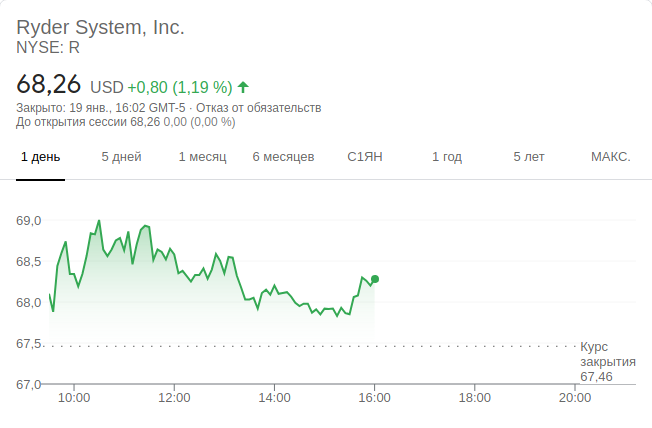 Ryder System, Inc.
NYSE: R
68,26 USD +0,80 (1,19 %)
Закрыто: 19 янв., 16:02 GMT-5 · Отказ от обязательств
До открытия сессии 68,26 0,00 (0,00 %)
1 день 5 дней 1 месяц 6 месяцев С1ЯН 1 год 5 лет МАКС.
69,0
68,5
68,0
67,5
Курс
закрытия
67,46
67,0
10:00 12:00 14:00 16:00 18:00 20:00